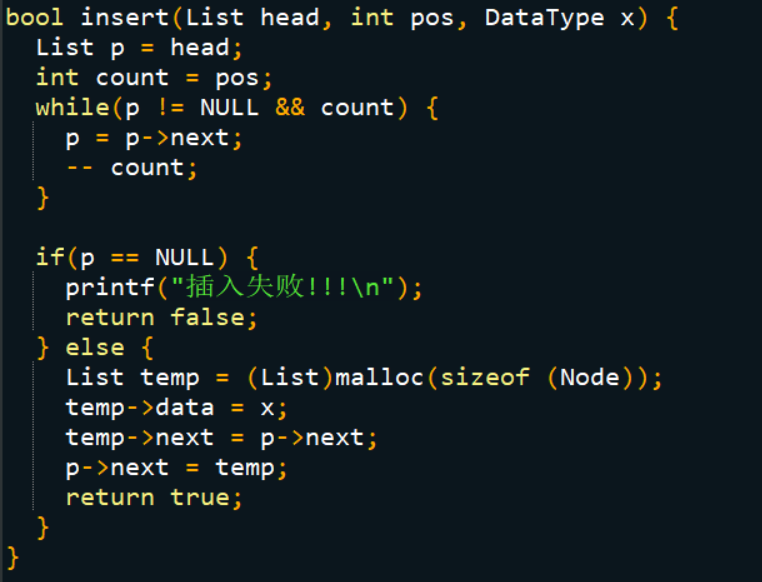 bool insert(List head, int pos, DataType x) {
  List p = head;
  int count = pos;
  while(p != NULL && count) {
    p = p->next;
    -- count;
  }

  if(p == NULL) {
    printf("插入失败!!!\n");
    return false;
  } else {
    List temp = (List)malloc(sizeof (Node));
    temp->data = x;
    temp->next = p->next;
    p->next = temp;
    return true;
  }
}